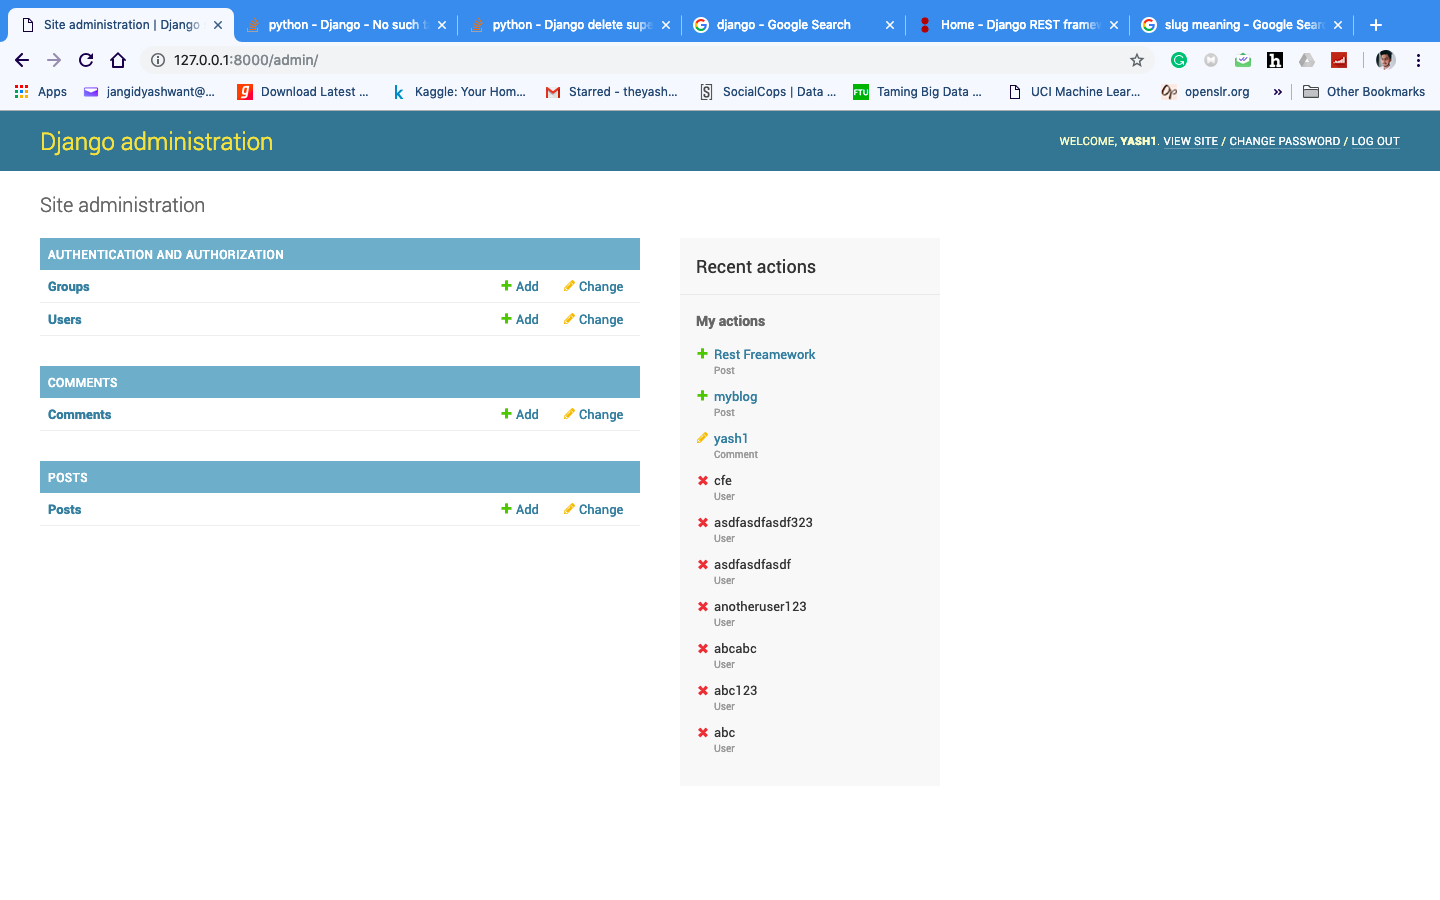 Site administration | Django
python - Django - No such
python - Django delete supe
django - Google Search
Home - Django REST frame
slug meaning - Google Sear
127.0.0.1:8000/admin/
Apps
jangidyashwant@...
Download Latest ...
Kaggle: Your Hom...
Starred - theyash...
SocialCops | Data ...
FTU
Taming Big Data ...
UCI Machine Lear...
openslr.org
»
Other Bookmarks
Django administration
WELCOME, YASH1. VIEW SITE / CHANGE PASSWORD / LOG OUT
Site administration
AUTHENTICATION AND AUTHORIZATION
Groups Add Change
Users Add Change
COMMENTS
Comments Add Change
POSTS
Posts Add Change
Recent actions
My actions
Rest Freamework
Post
myblog
Post
yash1
Comment
cfe
User
asdfasdfasdf323
User
asdfasdfasdf
User
anotheruser123
User
abcabc
User
abc123
User
abc
User